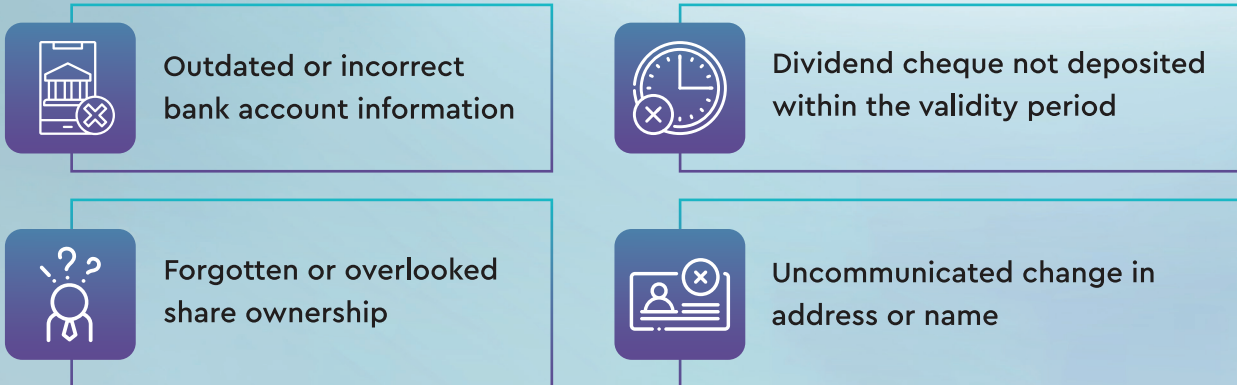 Outdated or incorrect
bank account information
Dividend cheque not deposited
within the validity period
Forgotten or overlooked
share ownership
Uncommunicated change in
address or name